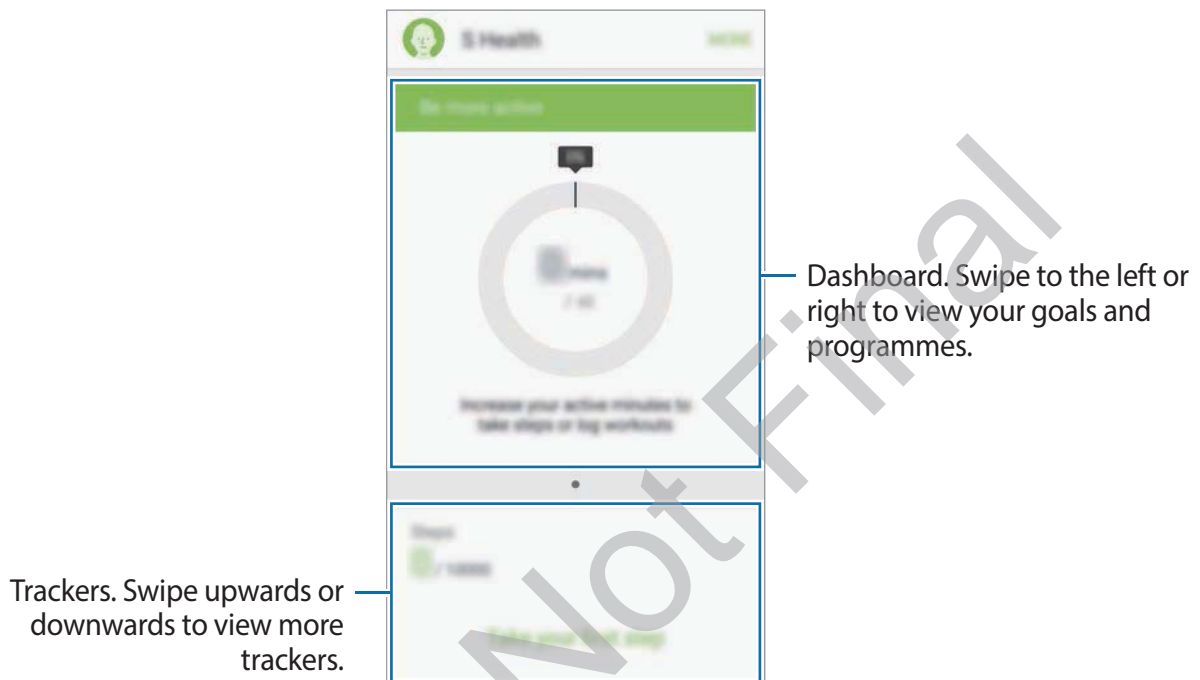 S Health
MORE
Be more active
mins
Increase your active minutes to
take steps or log workouts
Dashboard. Swipe to the left or
right to view your goals and
programmes.
Steps
/ 10000
Take your first step
Trackers. Swipe upwards or
downwards to view more
trackers.
Not Final